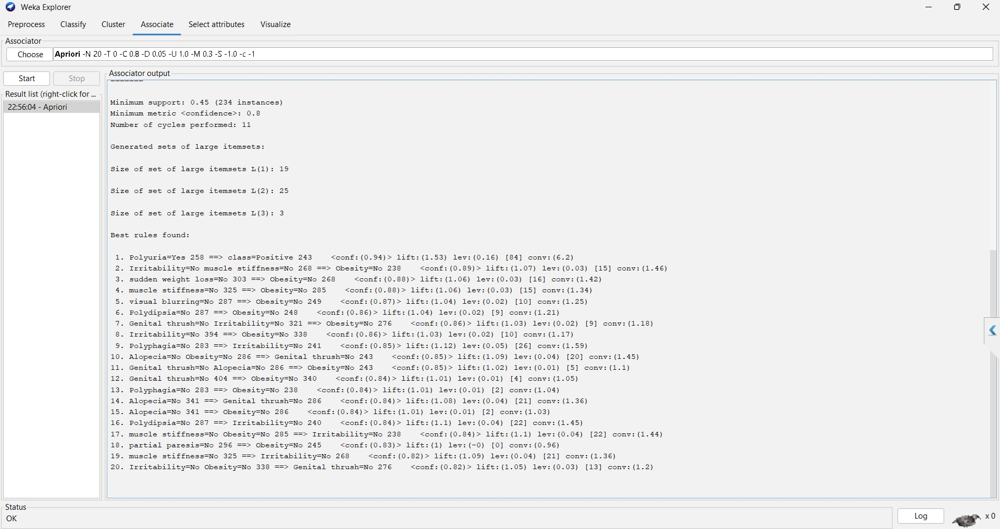 Weka Explorer
Preprocess Classify Cluster Associate Select attributes Visualize
Associator
Choose Apriori -N 20 -T 0 -C 0.8 -D 0.05 -U 1.0 -M 0.3 -S -1.0 -c -1
Start Stop
Associator output
Result list (right-click for ...
22:56:04 - Apriori
=======
Minimum support: 0.45 (234 instances)
Minimum metric <confidence>: 0.8
Number of cycles performed: 11
Generated sets of large itemsets:
Size of set of large itemsets L(1): 19
Size of set of large itemsets L(2): 25
Size of set of large itemsets L(3): 3
Best rules found:
1. Polyuria=Yes 258 ==> class=Positive 243    <conf:(0.94)> lift:(1.53) lev:(0.16) [84] conv:(6.2)
2. Irritability=No muscle stiffness=No 268 ==> Obesity=No 238    <conf:(0.89)> lift:(1.07) lev:(0.03) [15] conv:(1.46)
3. sudden weight loss=No 303 ==> Obesity=No 268    <conf:(0.88)> lift:(1.06) lev:(0.03) [16] conv:(1.42)
4. muscle stiffness=No 325 ==> Obesity=No 285    <conf:(0.88)> lift:(1.06) lev:(0.03) [15] conv:(1.34)
5. visual blurring=No 287 ==> Obesity=No 249    <conf:(0.87)> lift:(1.04) lev:(0.02) [10] conv:(1.25)
6. Polydipsia=No 287 ==> Obesity=No 248    <conf:(0.86)> lift:(1.04) lev:(0.02) [9] conv:(1.21)
7. Genital thrush=No Irritability=No 321 ==> Obesity=No 276    <conf:(0.86)> lift:(1.03) lev:(0.02) [9] conv:(1.18)
8. Irritability=No 394 ==> Obesity=No 338    <conf:(0.86)> lift:(1.03) lev:(0.02) [10] conv:(1.17)
9. Polyphagia=No 283 ==> Irritability=No 241    <conf:(0.85)> lift:(1.12) lev:(0.05) [26] conv:(1.59)
10. Alopecia=No Obesity=No 286 ==> Genital thrush=No 243    <conf:(0.85)> lift:(1.09) lev:(0.04) [20] conv:(1.45)
11. Genital thrush=No Alopecia=No 286 ==> Obesity=No 243    <conf:(0.85)> lift:(1.02) lev:(0.01) [5] conv:(1.1)
12. Genital thrush=No 404 ==> Obesity=No 340    <conf:(0.84)> lift:(1.01) lev:(0.01) [4] conv:(1.05)
13. Polyphagia=No 283 ==> Obesity=No 238    <conf:(0.84)> lift:(1.01) lev:(0.01) [2] conv:(1.04)
14. Alopecia=No 341 ==> Genital thrush=No 286    <conf:(0.84)> lift:(1.08) lev:(0.04) [21] conv:(1.36)
15. Alopecia=No 341 ==> Obesity=No 286    <conf:(0.84)> lift:(1.01) lev:(0.01) [2] conv:(1.03)
16. Polydipsia=No 287 ==> Irritability=No 240    <conf:(0.84)> lift:(1.1) lev:(0.04) [22] conv:(1.45)
17. muscle stiffness=No Obesity=No 285 ==> Irritability=No 238    <conf:(0.84)> lift:(1.1) lev:(0.04) [22] conv:(1.44)
18. partial paresis=No 296 ==> Obesity=No 245    <conf:(0.83)> lift:(1) lev:(-0) [0] conv:(0.96)
19. muscle stiffness=No 325 ==> Irritability=No 268    <conf:(0.82)> lift:(1.09) lev:(0.04) [21] conv:(1.36)
20. Irritability=No Obesity=No 338 ==> Genital thrush=No 276    <conf:(0.82)> lift:(1.05) lev:(0.03) [13] conv:(1.2)
Status
OK
Log
x 0